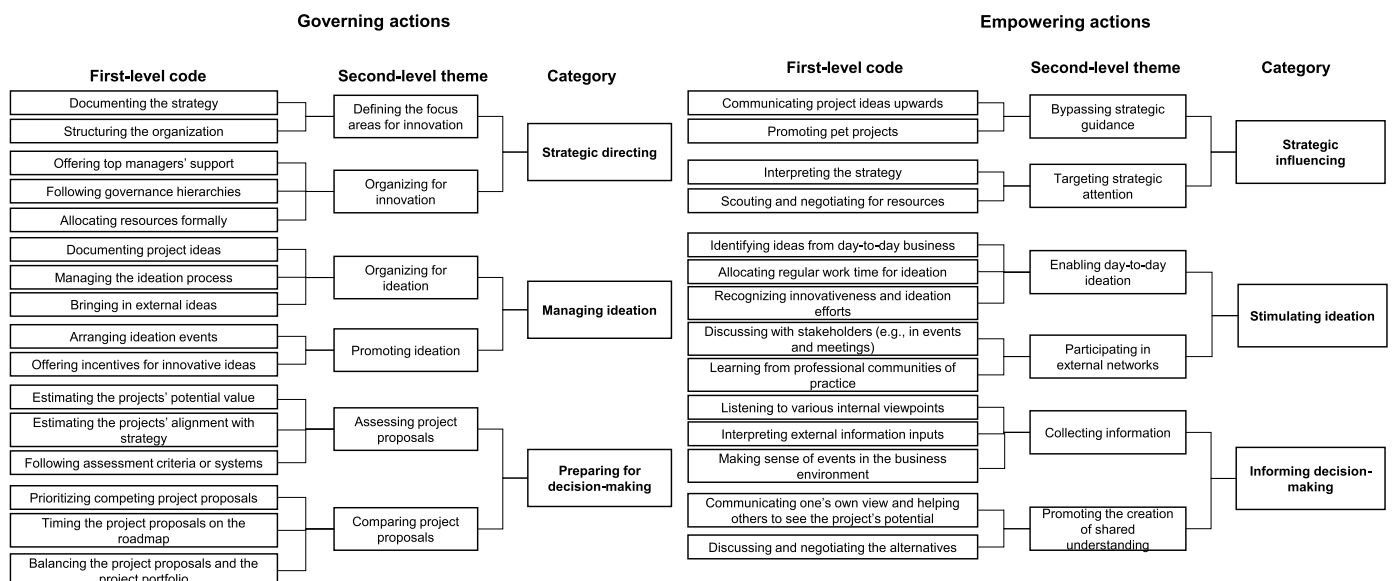 Governing actions
First-level code
Second-level theme
Category
Documenting the strategy
Structuring the organization
Defining the focus
areas for innovation
Offering top managers' support
Following governance hierarchies
Allocating resources formally
Organizing for
innovation
Strategic directing
Documenting project ideas
Managing the ideation process
Bringing in external ideas
Organizing for
ideation
Arranging ideation events
Offering incentives for innovative ideas
Promoting ideation
Managing ideation
Estimating the projects' potential value
Estimating the projects' alignment with
strategy
Following assessment criteria or systems
Assessing project
proposals
Prioritizing competing project proposals
Timing the project proposals on the
roadmap
Balancing the project proposals and the
project portfolio
Comparing project
proposals
Preparing for
decision-making
Empowering actions
First-level code
Second-level theme
Category
Communicating project ideas upwards
Promoting pet projects
Bypassing strategic
guidance
Interpreting the strategy
Scouting and negotiating for resources
Targeting strategic
attention
Strategic
influencing
Identifying ideas from day-to-day business
Allocating regular work time for ideation
Recognizing innovativeness and ideation
efforts
Enabling day-to-day
ideation
Discussing with stakeholders (e.g., in events
and meetings)
Learning from professional communities of
practice
Participating in
external networks
Stimulating ideation
Listening to various internal viewpoints
Interpreting external information inputs
Making sense of events in the business
environment
Collecting information
Communicating one's own view and helping
others to see the project's potential
Discussing and negotiating the alternatives
Promoting the creation
of shared
understanding
Informing decision-
making